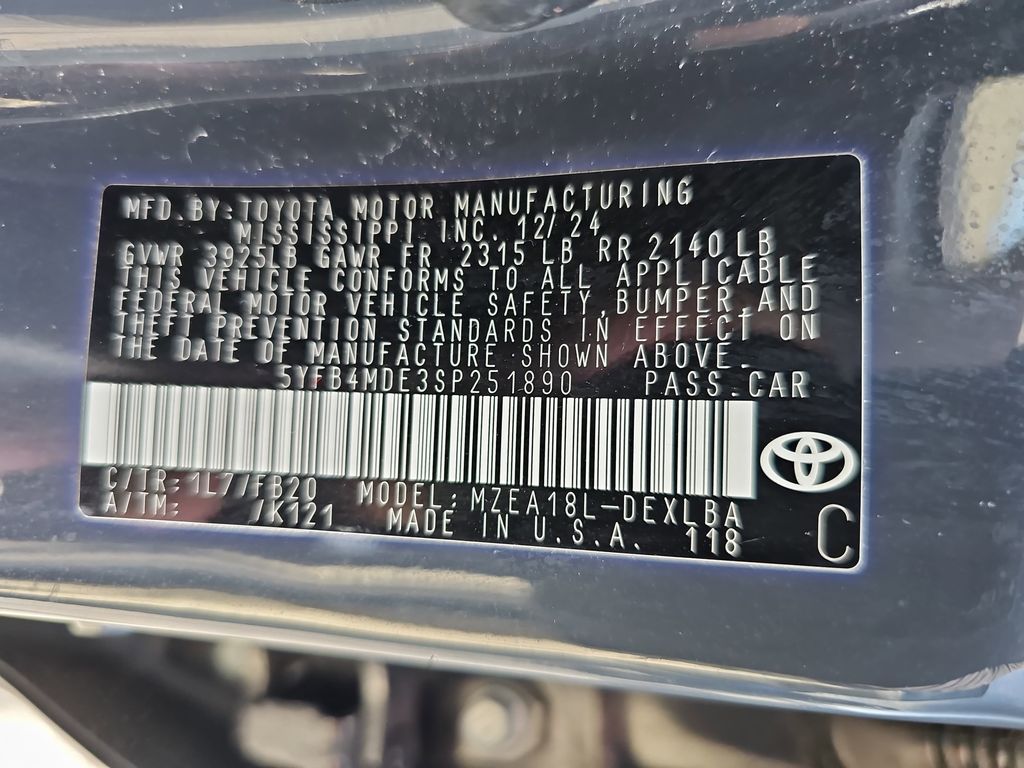 MFD.BY:TOYOTA MOTOR MANUFACTURING
MISSISSIPPI, INC. 12/24
GVWR 3925LB GAWR FR 2315 LB RR 2140 LB
THIS VEHICLE CONFORMS TO ALL APPLICABLE
FEDERAL MOTOR VEHICLE SAFETY,BUMPER,AND
THEFT PREVENTION STANDARDS IN EFFECT ON
THE DATE OF MANUFACTURE SHOWN ABOVE.
5YFB4MDE3SP251890 PASS.CAR
C/TR:1L7/FB20 MODEL:MZEA18L-DEXLBA
A/TM: /K121 MADE IN U.S.A. 118
C